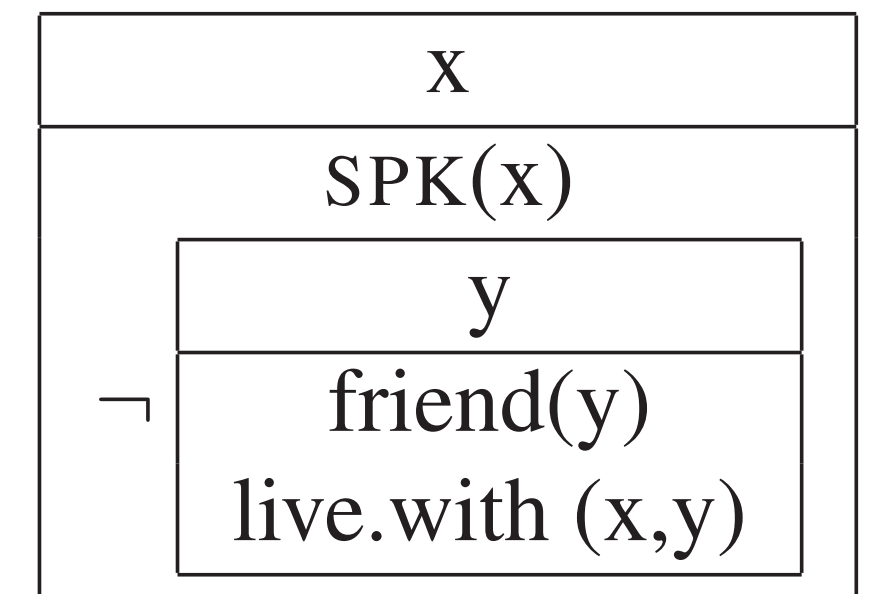 x
SPK(x)
y
friend(y)
¬
live.with (x,y)